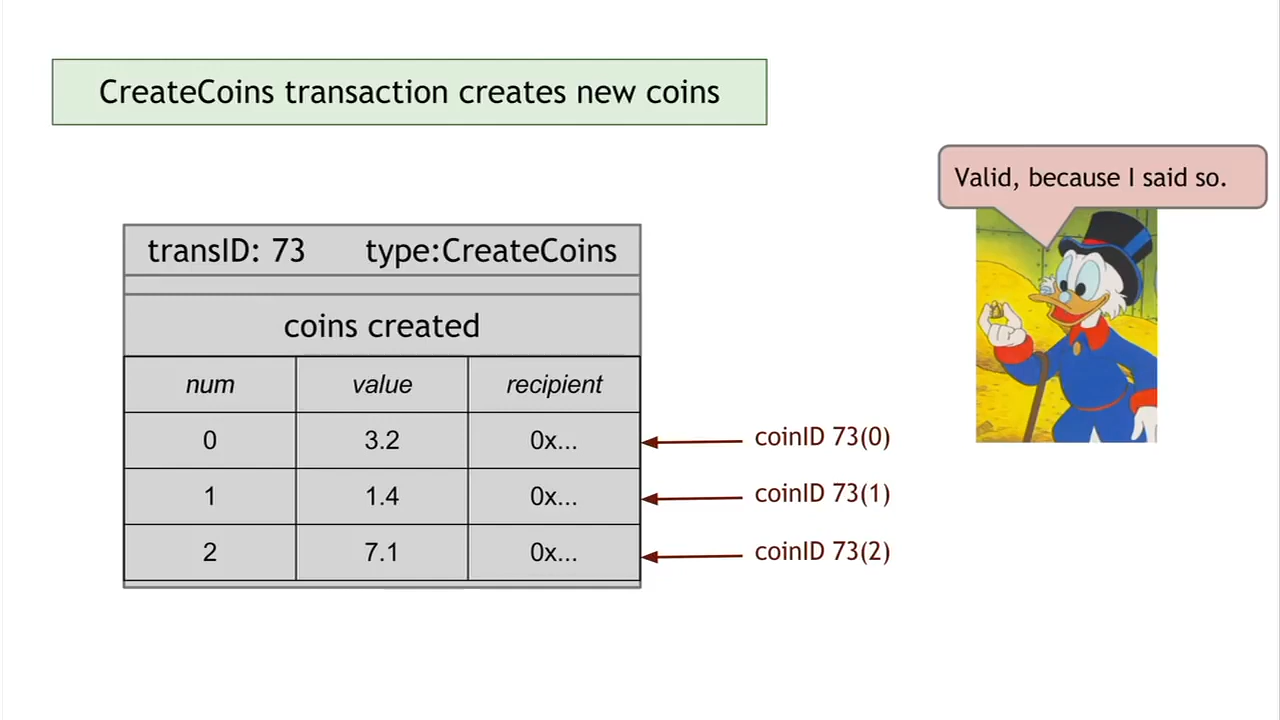 CreateCoins transaction creates new coins
Valid, because I said so.
transID: 73 type:CreateCoins
coins created
num value recipient
0 3.2 0x... coinID 73(0)
1 1.4 0x... coinID 73(1)
2 7.1 0x... coinID 73(2)